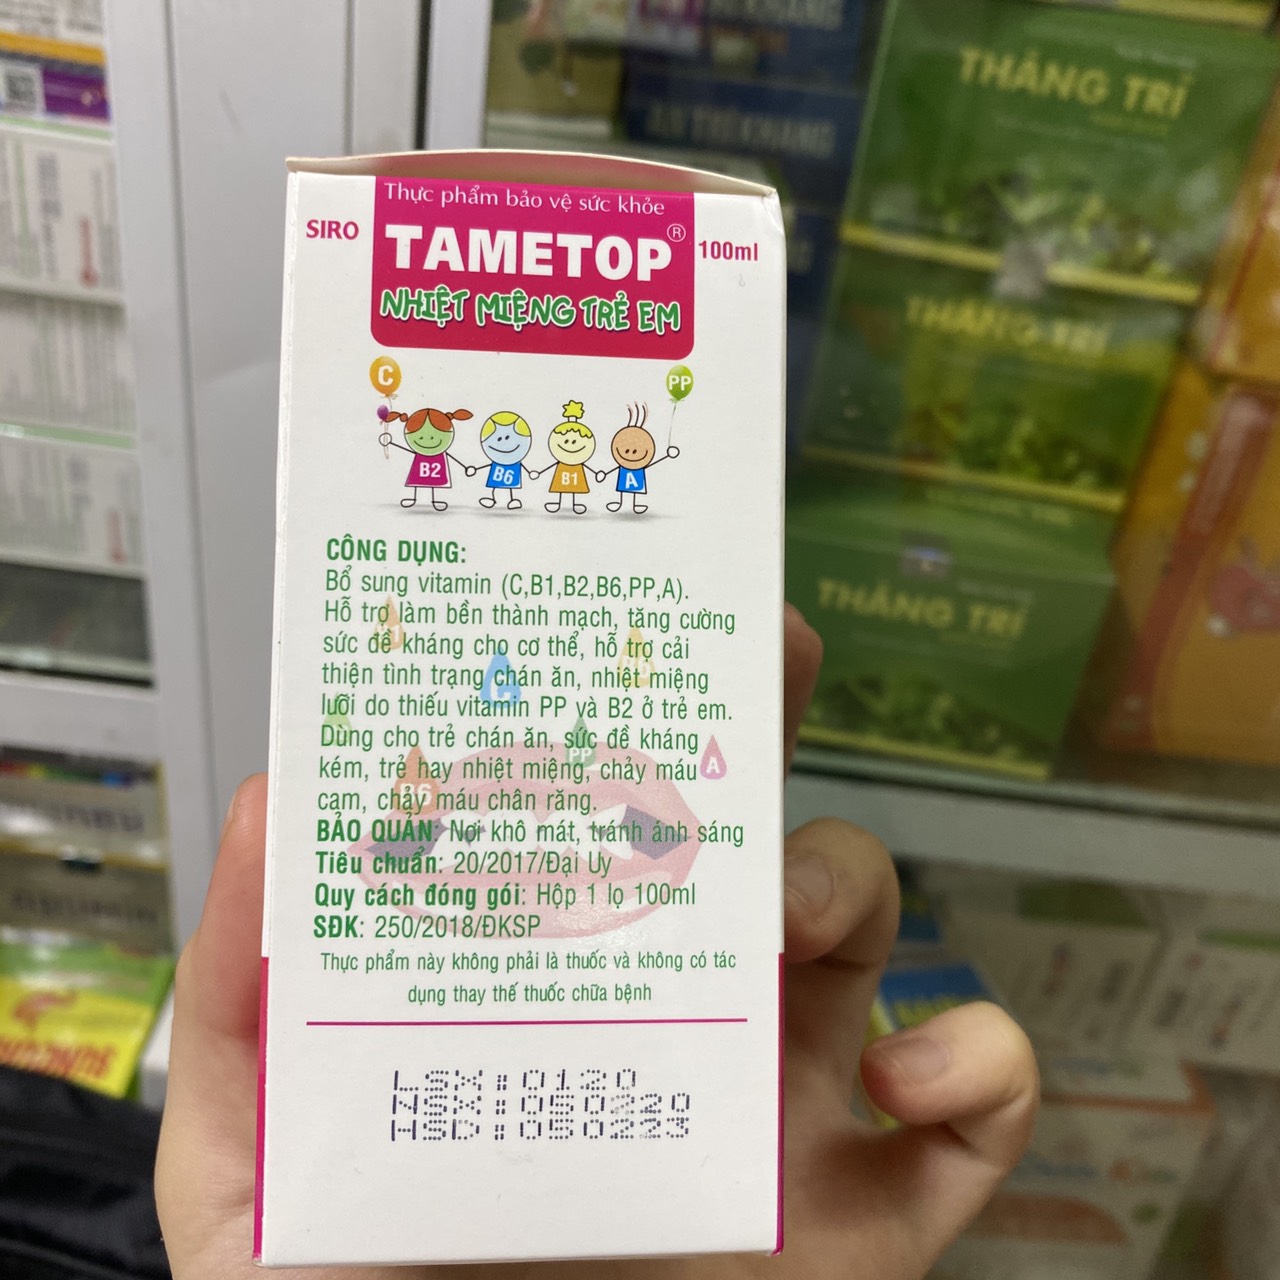 Thực phẩm bảo vệ sức khỏe
SIRO TAMETOP® 100ml
NHIỆT MIỆNG TRẺ EM
C PP
B2 B6 B1 A
CÔNG DỤNG:
Bổ sung vitamin (C,B1,B2,B6,PP,A).
Hỗ trợ làm bền thành mạch, tăng cường
sức đề kháng cho cơ thể, hỗ trợ cải
thiện tình trạng chán ăn, nhiệt miệng
lưỡi do thiếu vitamin PP và B2 ở trẻ em.
Dùng cho trẻ chán ăn, sức đề kháng
kém, trẻ hay nhiệt miệng, chảy máu
cam, chảy máu chân răng.
BẢO QUẢN: Nơi khô mát, tránh ánh sáng
Tiêu chuẩn: 20/2017/Đại Uy
Quy cách đóng gói: Hộp 1 lọ 100ml
SĐK: 250/2018/ĐKSP
Thực phẩm này không phải là thuốc và không có tác
dụng thay thế thuốc chữa bệnh
LSX:0120
NSX:050220
HSD:050223
THĂNG TRĨ
THĂNG TRĨ
THĂNG TRĨ